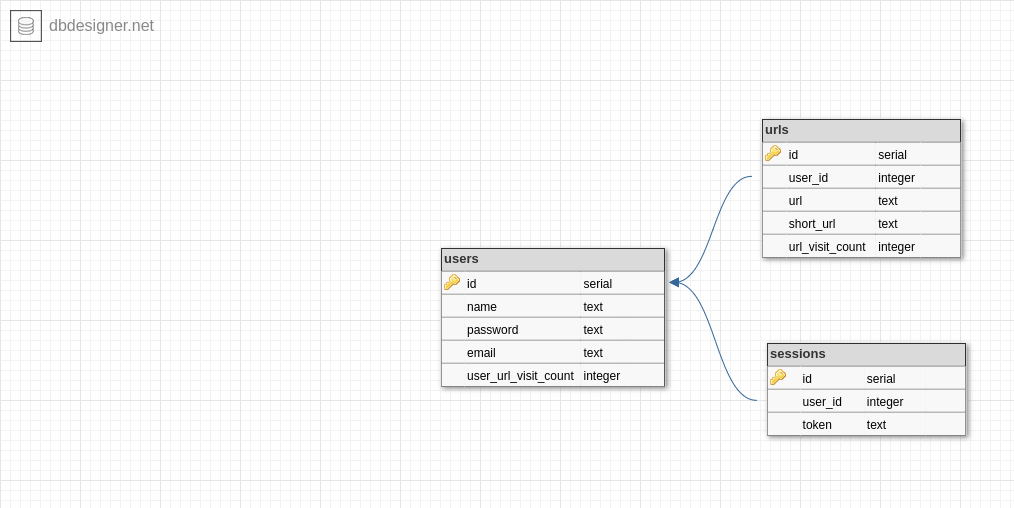 dbdesigner.net
urls
id serial
user_id integer
url text
short_url text
url_visit_count integer
users
id serial
name text
password text
email text
user_url_visit_count integer
sessions
id serial
user_id integer
token text